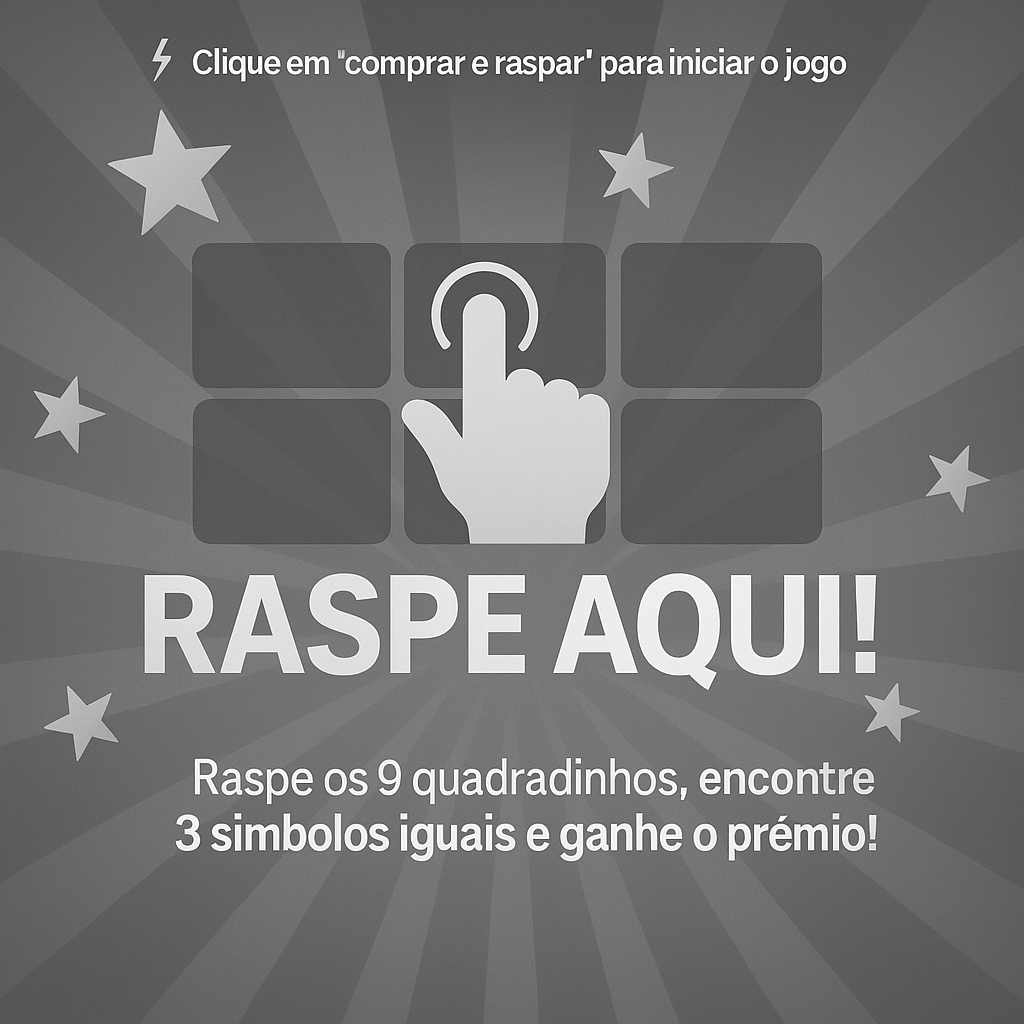 Clique em "comprar e raspar' para iniciar o jogo
RASPE AQUI!
Raspe os 9 quadradinhos, encontre
3 simbolos iguais e ganhe o prémio!